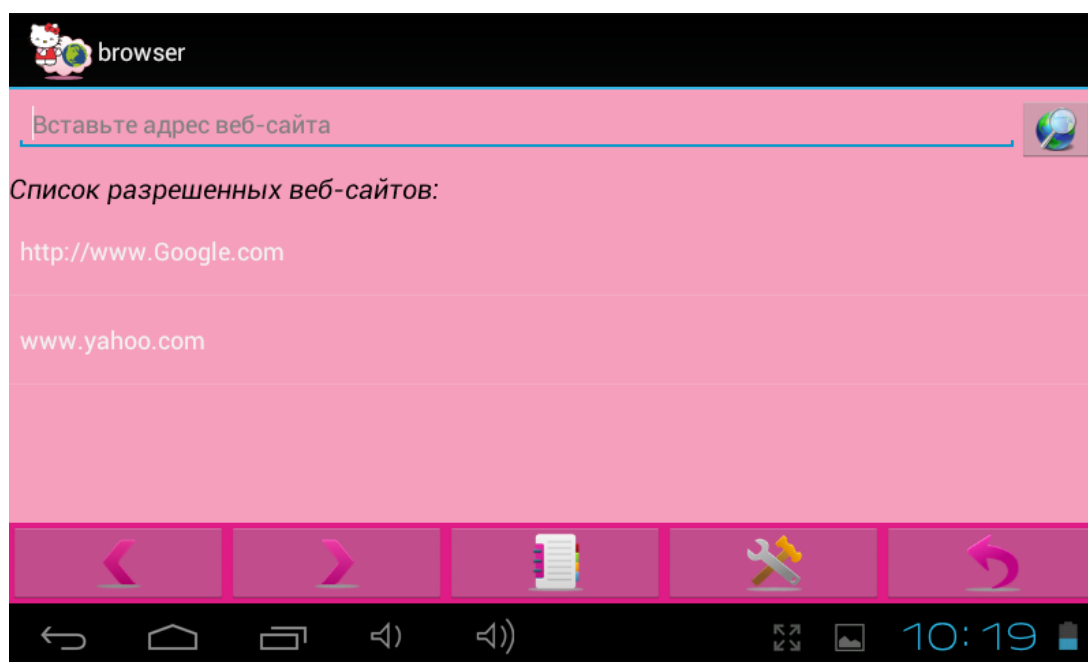 browser
Вставьте адрес веб-сайта
Список разрешенных веб-сайтов:
http://www.Google.com
www.yahoo.com
10:19